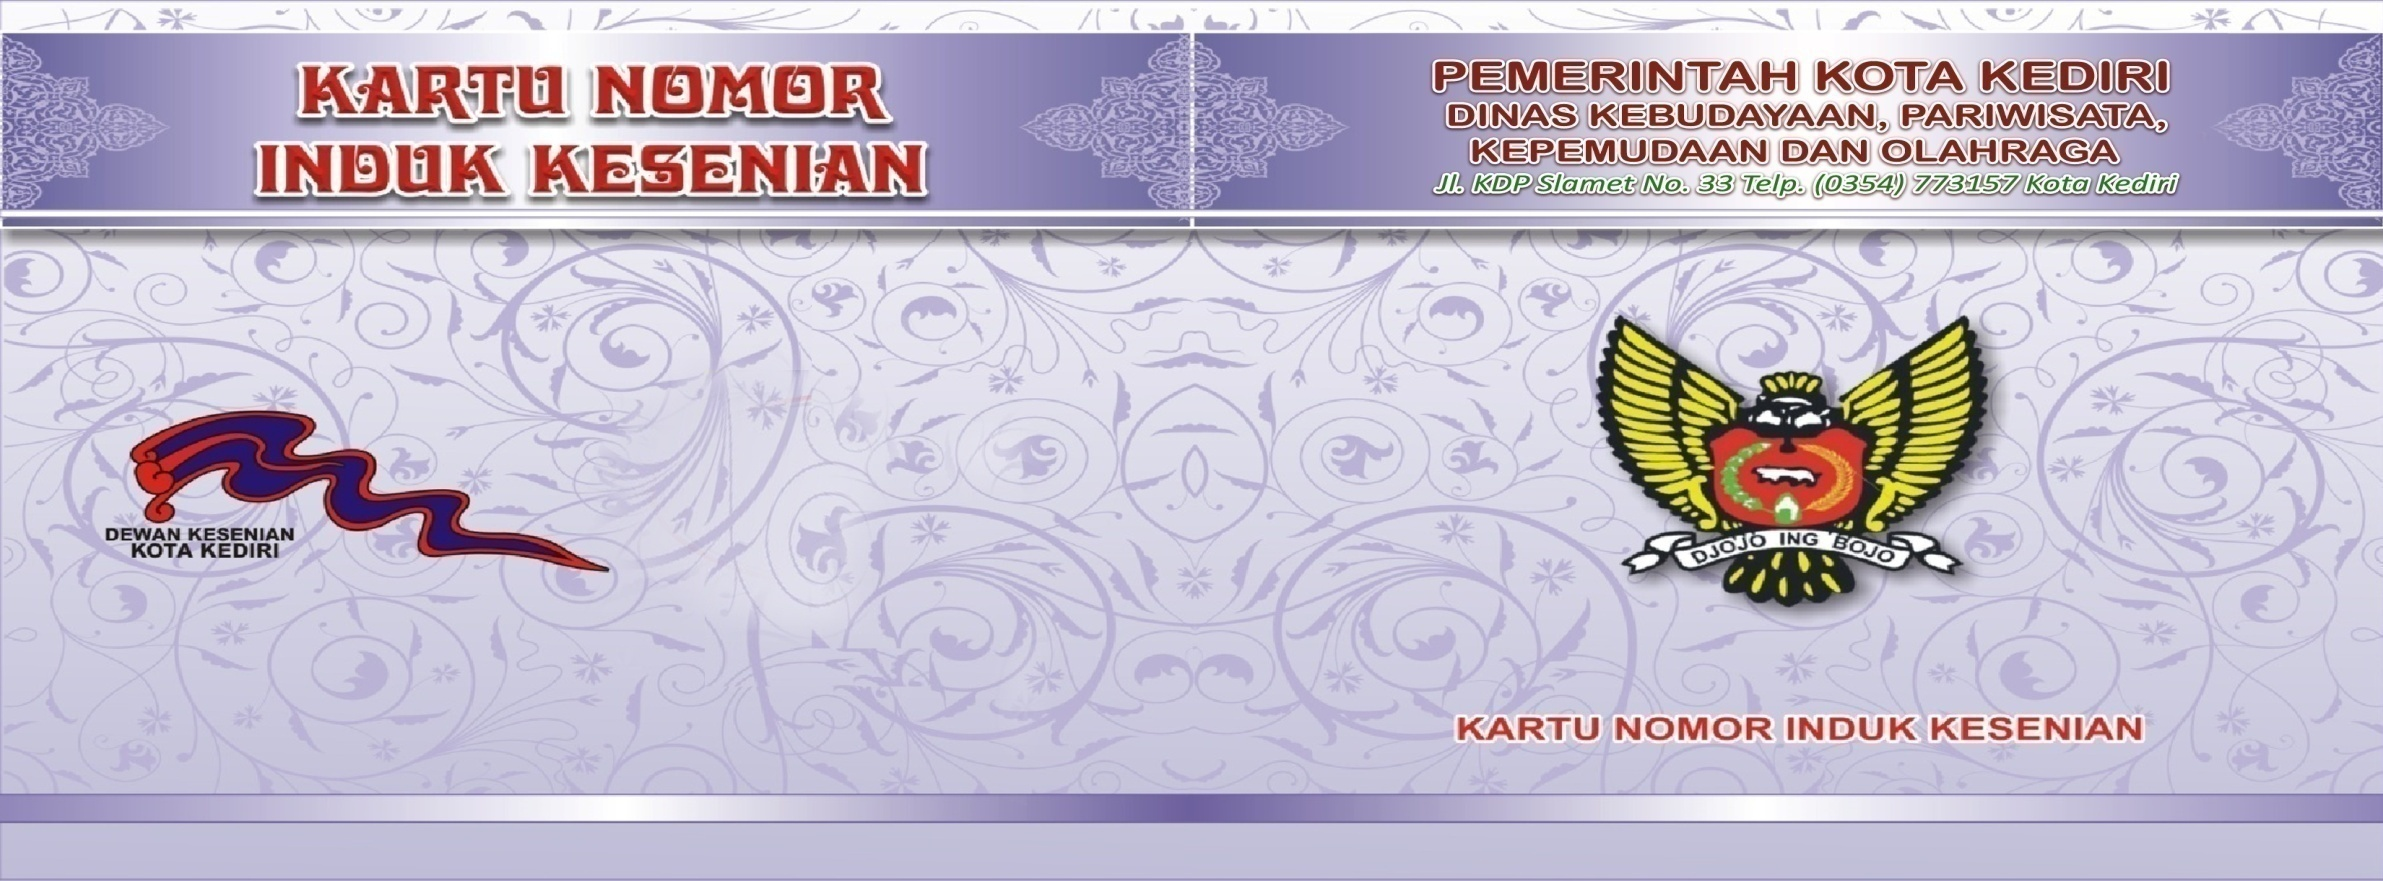 KARTU NOMOR
INDUK KESENIAN
DEWAN KESENIAN
KOTA KEDIRI
PEMERINTAH KOTA KEDIRI
DINAS KEBUDAYAAN, PARIWISATA,
KEPEMUDAAN DAN OLAHRAGA
Jl. KDP Slamet No. 33 Telp. (0354) 773157 Kota Kediri
DJOJO ING BOJO
KARTU NOMOR INDUK KESENIAN